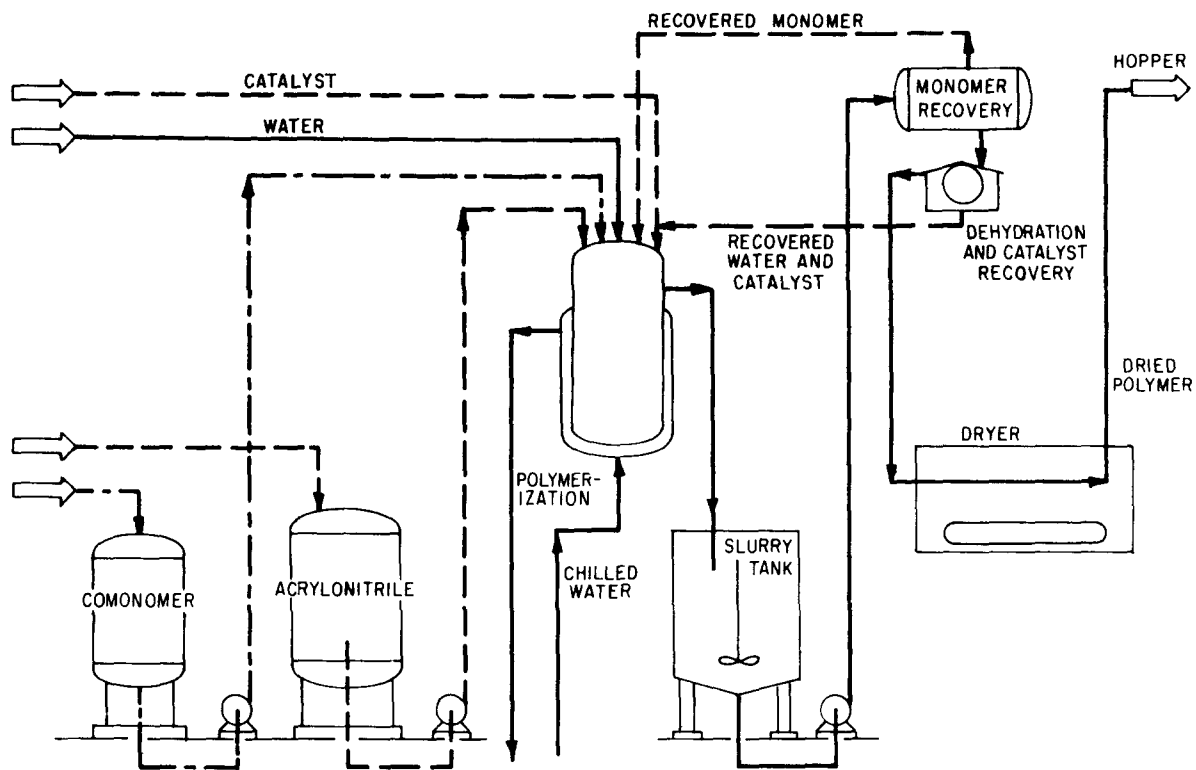 RECOVERED MONOMER
HOPPER
CATALYST
MONOMER
RECOVERY
WATER
RECOVERED
WATER AND
CATALYST
DEHYDRATION
AND CATALYST
RECOVERY
DRIED
POLYMER
DRYER
POLYMER-
IZATION
SLURRY
TANK
CHILLED
WATER
COMONOMER
ACRYLONITRILE